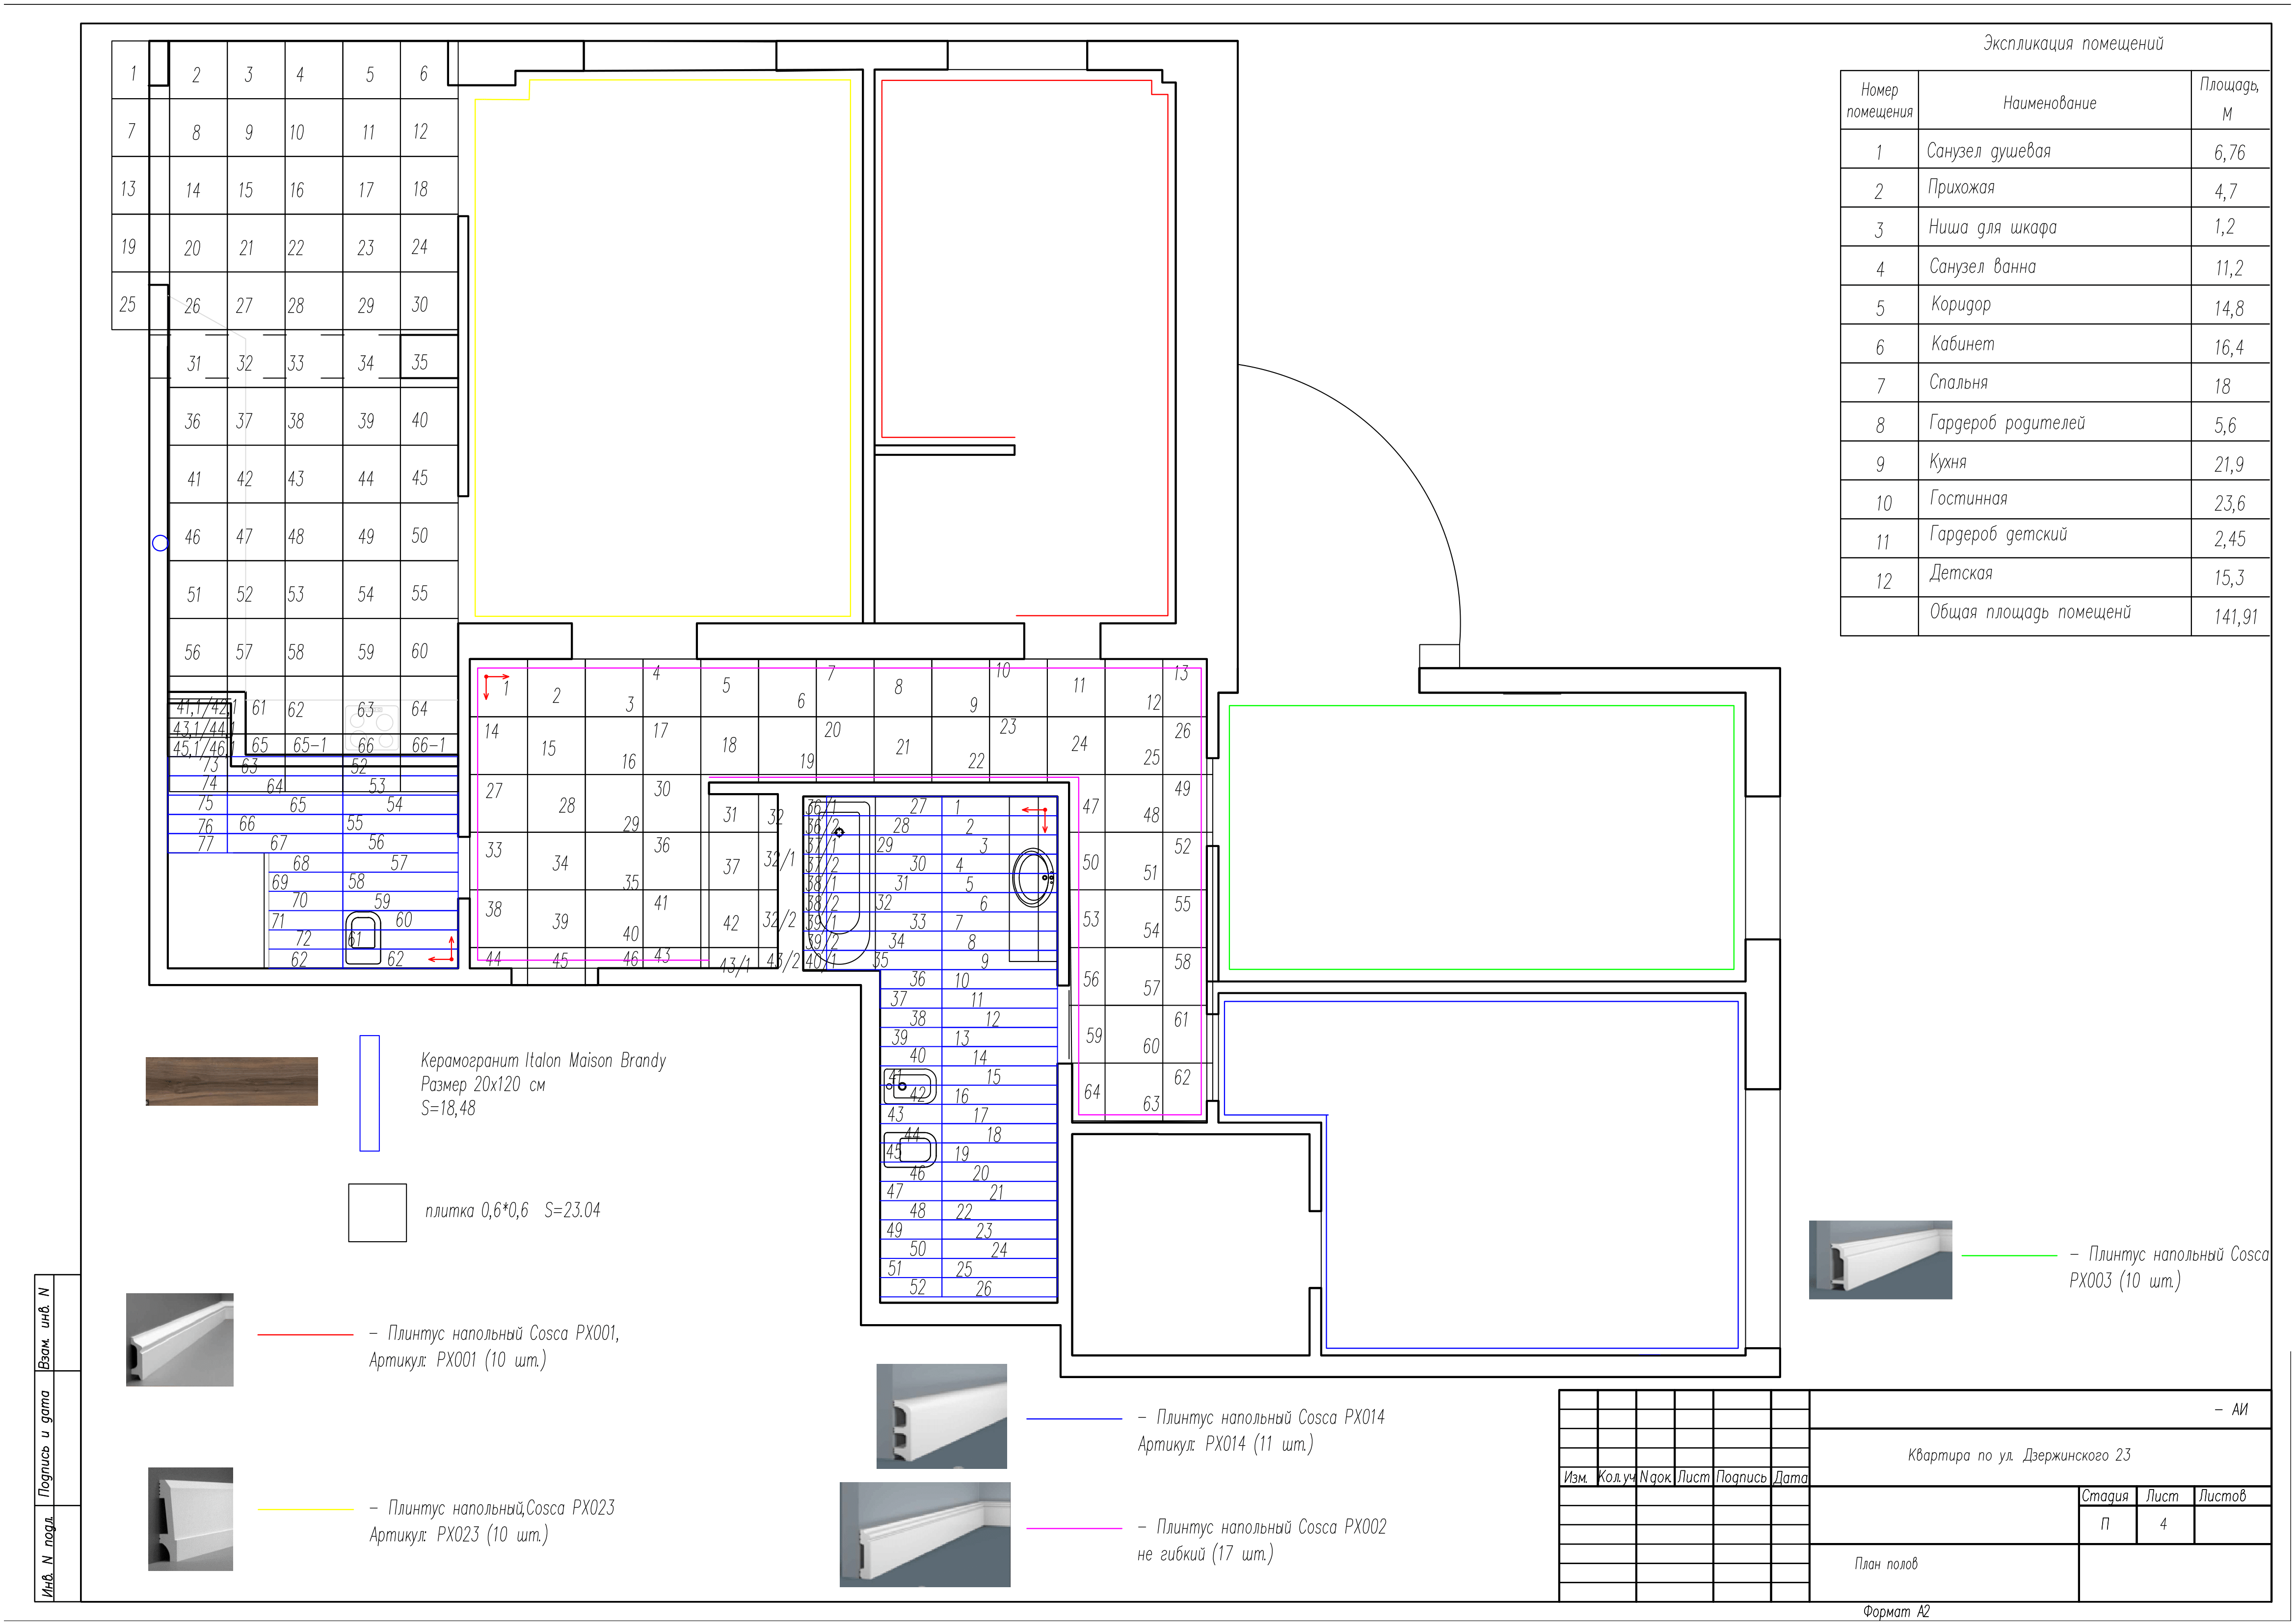 Экспликация помещений
Номер помещения
Наименование
Площадь, М
1 Санузел душевая 6,76
2 Прихожая 4,7
3 Ниша для шкафа 1,2
4 Санузел ванна 11,2
5 Коридор 14,8
6 Кабинет 16,4
7 Спальня 18
8 Гардероб родителей 5,6
9 Кухня 21,9
10 Гостинная 23,6
11 Гардероб детский 2,45
12 Детская 15,3
Общая площадь помещенй 141,91
1 2 3 4 5 6
7 8 9 10 11 12
13 14 15 16 17 18
19 20 21 22 23 24
25 26 27 28 29 30
31 32 33 34 35
36 37 38 39 40
41 42 43 44 45
46 47 48 49 50
51 52 53 54 55
56 57 58 59 60
41,1/42,1 61 62 63 64
43,1/44,1
45,1/46,1 65 65-1 66 66-1
73 63 52
74 64 53
75 65 54
76 66 55
77 67 56
68 57
69 58
70 59
71 60
72 61
62 62
1 2 3 4 5 6 7 8 9 10 11 12 13
14 15 16 17 18 19 20 21 22 23 24 25 26
27 28 29 30 31 32 47 48 49
33 34 35 36 37 32/1 50 51 52
38 39 40 41 42 32/2 53 54 55
44 45 46 43 43/1 43/2 56 57 58
59 60 61
64 63 62
36/1 27 1
36/2 28 2
37/1 29 3
37/2 30 4
38/1 31 5
38/2 32 6
39/1 33 7
39/2 34 8
40/1 35 9
36 10
37 11
38 12
39 13
40 14
41 15
42 16
43 17
44 18
45 19
46 20
47 21
48 22
49 23
50 24
51 25
52 26
Керамогранит Italon Maison Brandy
Размер 20х120 см
S=18,48
плитка 0,6*0,6 S=23.04
- Плинтус напольный Cosca PX001,
Артикул: PX001 (10 шт.)
- Плинтус напольный,Cosca PX023
Артикул: PX023 (10 шт.)
- Плинтус напольный Cosca PX014
Артикул: PX014 (11 шт.)
- Плинтус напольный Cosca PX002
не гибкий (17 шт.)
- Плинтус напольный Cosca
PX003 (10 шт.)
Взам. инв. N
Подпись и дата
Инв. N подл.
- АИ
Квартира по ул. Дзержинского 23
Изм. Кол.уч N док. Лист Подпись Дата
Стадия Лист Листов
П 4
План полов
Формат А2